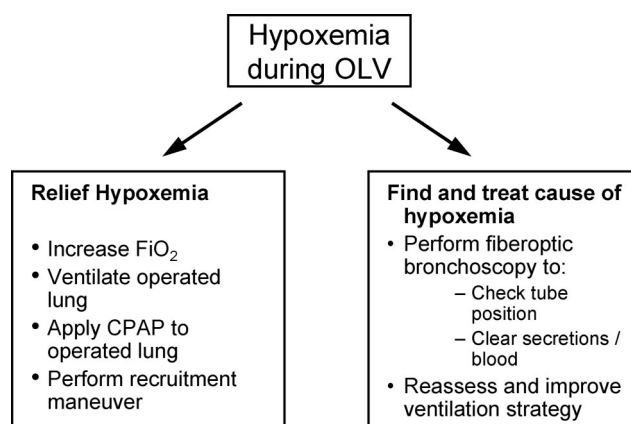 Hypoxemia
during OLV
Relief Hypoxemia
• Increase FiO₂
• Ventilate operated
lung
• Apply CPAP to
operated lung
• Perform recruitment
maneuver
Find and treat cause of
hypoxemia
• Perform fiberoptic
bronchoscopy to:
– Check tube
position
– Clear secretions /
blood
• Reassess and improve
ventilation strategy